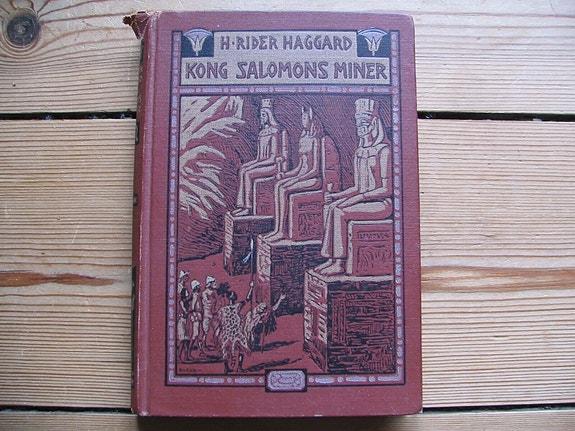 H·RIDER HAGGARD
KONG SALOMONS MINER